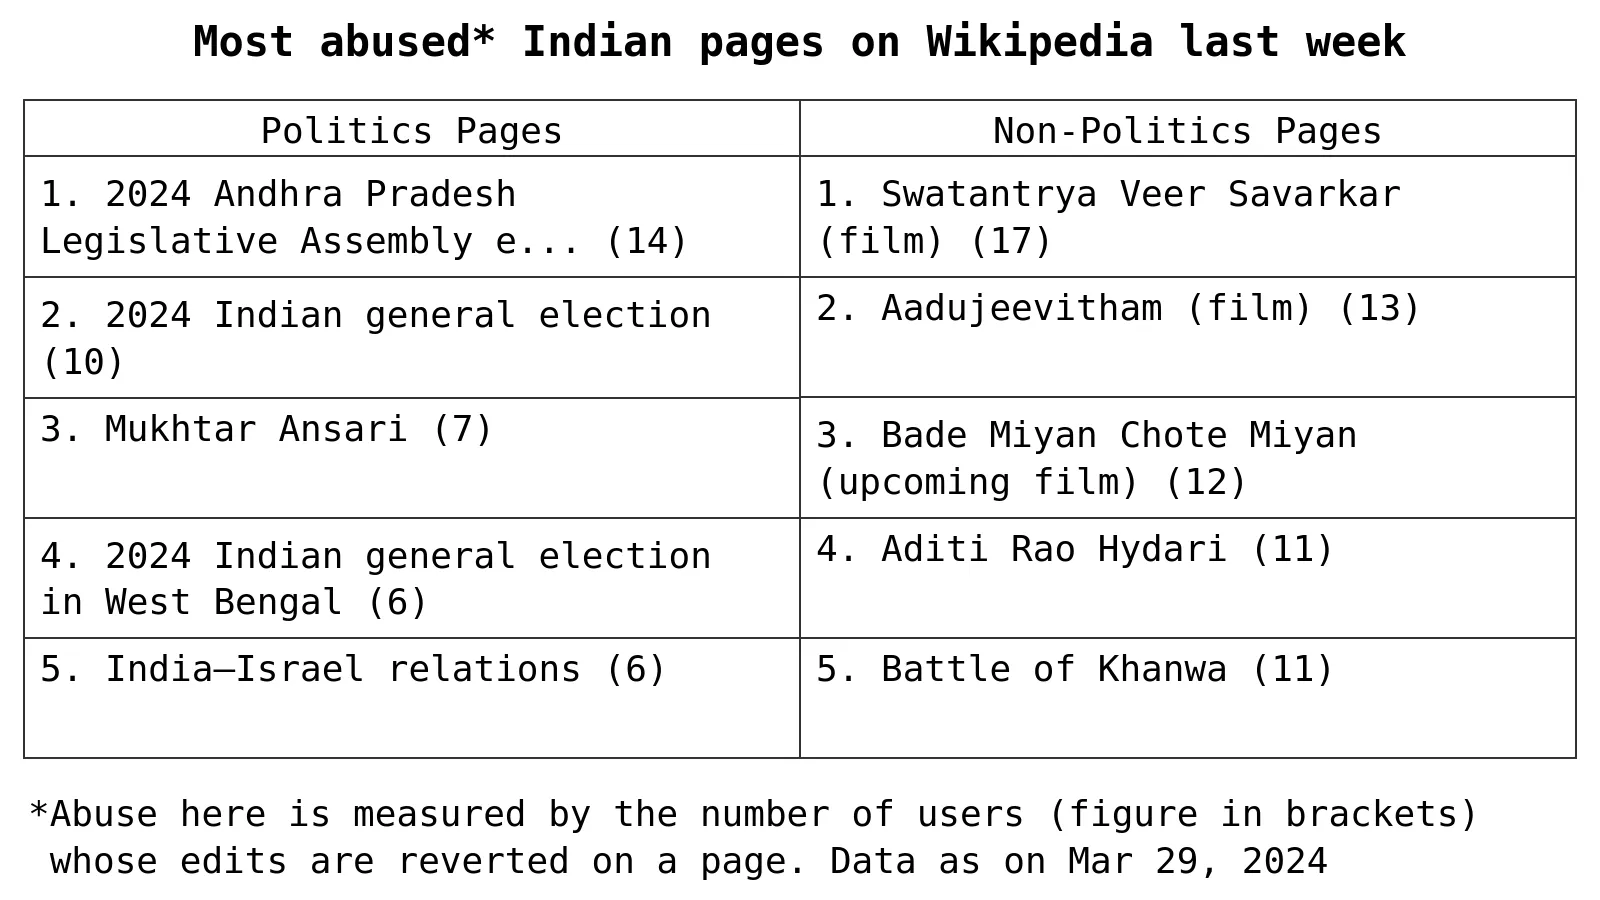 Most abused* Indian pages on Wikipedia last week
Politics Pages
Non-Politics Pages
1. 2024 Andhra Pradesh
Legislative Assembly e... (14)
1. Swatantrya Veer Savarkar
(film) (17)
2. 2024 Indian general election
(10)
2. Aadujeevitham (film) (13)
3. Mukhtar Ansari (7)
3. Bade Miyan Chote Miyan
(upcoming film) (12)
4. 2024 Indian general election
in West Bengal (6)
4. Aditi Rao Hydari (11)
5. India–Israel relations (6)
5. Battle of Khanwa (11)
*Abuse here is measured by the number of users (figure in brackets)
whose edits are reverted on a page. Data as on Mar 29, 2024